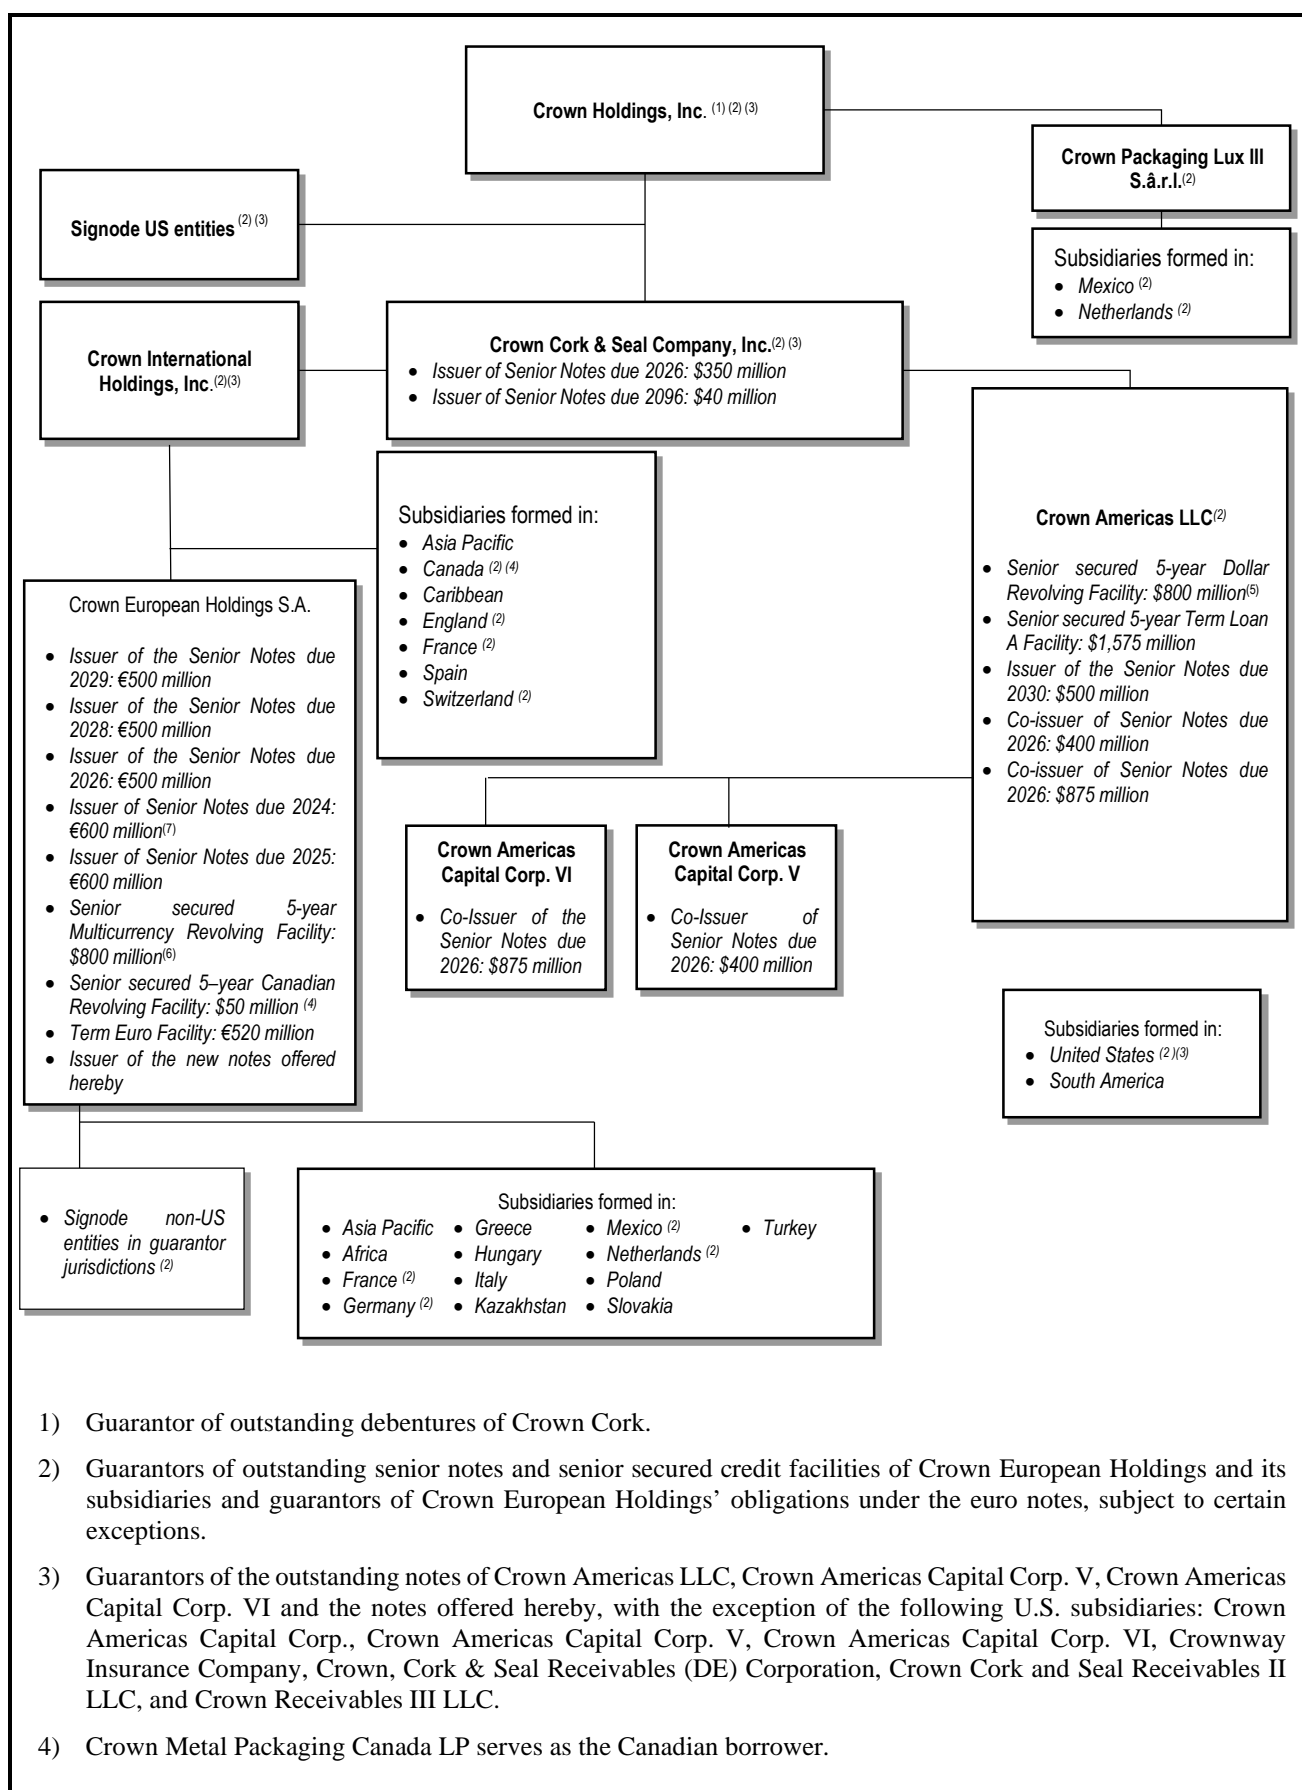 Crown Holdings, Inc. (1) (2) (3)
Crown Packaging Lux III
S.â.r.l.(2)
Signode US entities (2) (3)
Subsidiaries formed in:
• Mexico (2)
• Netherlands (2)
Crown International
Holdings, Inc.(2)(3)
Crown Cork & Seal Company, Inc.(2) (3)
• Issuer of Senior Notes due 2026: $350 million
• Issuer of Senior Notes due 2096: $40 million
Subsidiaries formed in:
• Asia Pacific
• Canada (2) (4)
• Caribbean
• England (2)
• France (2)
• Spain
• Switzerland (2)
Crown Americas LLC(2)
• Senior secured 5-year Dollar
Revolving Facility: $800 million(5)
• Senior secured 5-year Term Loan
A Facility: $1,575 million
• Issuer of the Senior Notes due
2030: $500 million
• Co-issuer of Senior Notes due
2026: $400 million
• Co-issuer of Senior Notes due
2026: $875 million
Crown European Holdings S.A.
• Issuer of the Senior Notes due
2029: €500 million
• Issuer of the Senior Notes due
2028: €500 million
• Issuer of the Senior Notes due
2026: €500 million
• Issuer of Senior Notes due 2024:
€600 million(7)
• Issuer of Senior Notes due 2025:
€600 million
• Senior secured 5-year
Multicurrency Revolving Facility:
$800 million(6)
• Senior secured 5–year Canadian
Revolving Facility: $50 million (4)
• Term Euro Facility: €520 million
• Issuer of the new notes offered
hereby
Crown Americas
Capital Corp. VI
• Co-Issuer of the
Senior Notes due
2026: $875 million
Crown Americas
Capital Corp. V
• Co-Issuer of
Senior Notes due
2026: $400 million
Subsidiaries formed in:
• United States (2 )(3)
• South America
• Signode non-US
entities in guarantor
jurisdictions (2)
Subsidiaries formed in:
• Asia Pacific • Greece • Mexico (2) • Turkey
• Africa • Hungary • Netherlands (2)
• France (2) • Italy • Poland
• Germany (2) • Kazakhstan • Slovakia
1) Guarantor of outstanding debentures of Crown Cork.
2) Guarantors of outstanding senior notes and senior secured credit facilities of Crown European Holdings and its
subsidiaries and guarantors of Crown European Holdings’ obligations under the euro notes, subject to certain
exceptions.
3) Guarantors of the outstanding notes of Crown Americas LLC, Crown Americas Capital Corp. V, Crown Americas
Capital Corp. VI and the notes offered hereby, with the exception of the following U.S. subsidiaries: Crown
Americas Capital Corp., Crown Americas Capital Corp. V, Crown Americas Capital Corp. VI, Crownway
Insurance Company, Crown, Cork & Seal Receivables (DE) Corporation, Crown Cork and Seal Receivables II
LLC, and Crown Receivables III LLC.
4) Crown Metal Packaging Canada LP serves as the Canadian borrower.